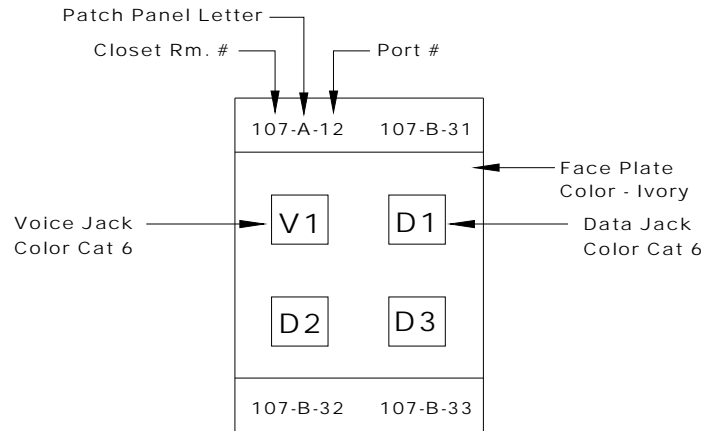 Patch Panel Letter
Closet Rm. #
Port #
107-A-12 107-B-31
Face Plate
Color - Ivory
Voice Jack
Color Cat 6
V1
D1
Data Jack
Color Cat 6
D2
D3
107-B-32 107-B-33